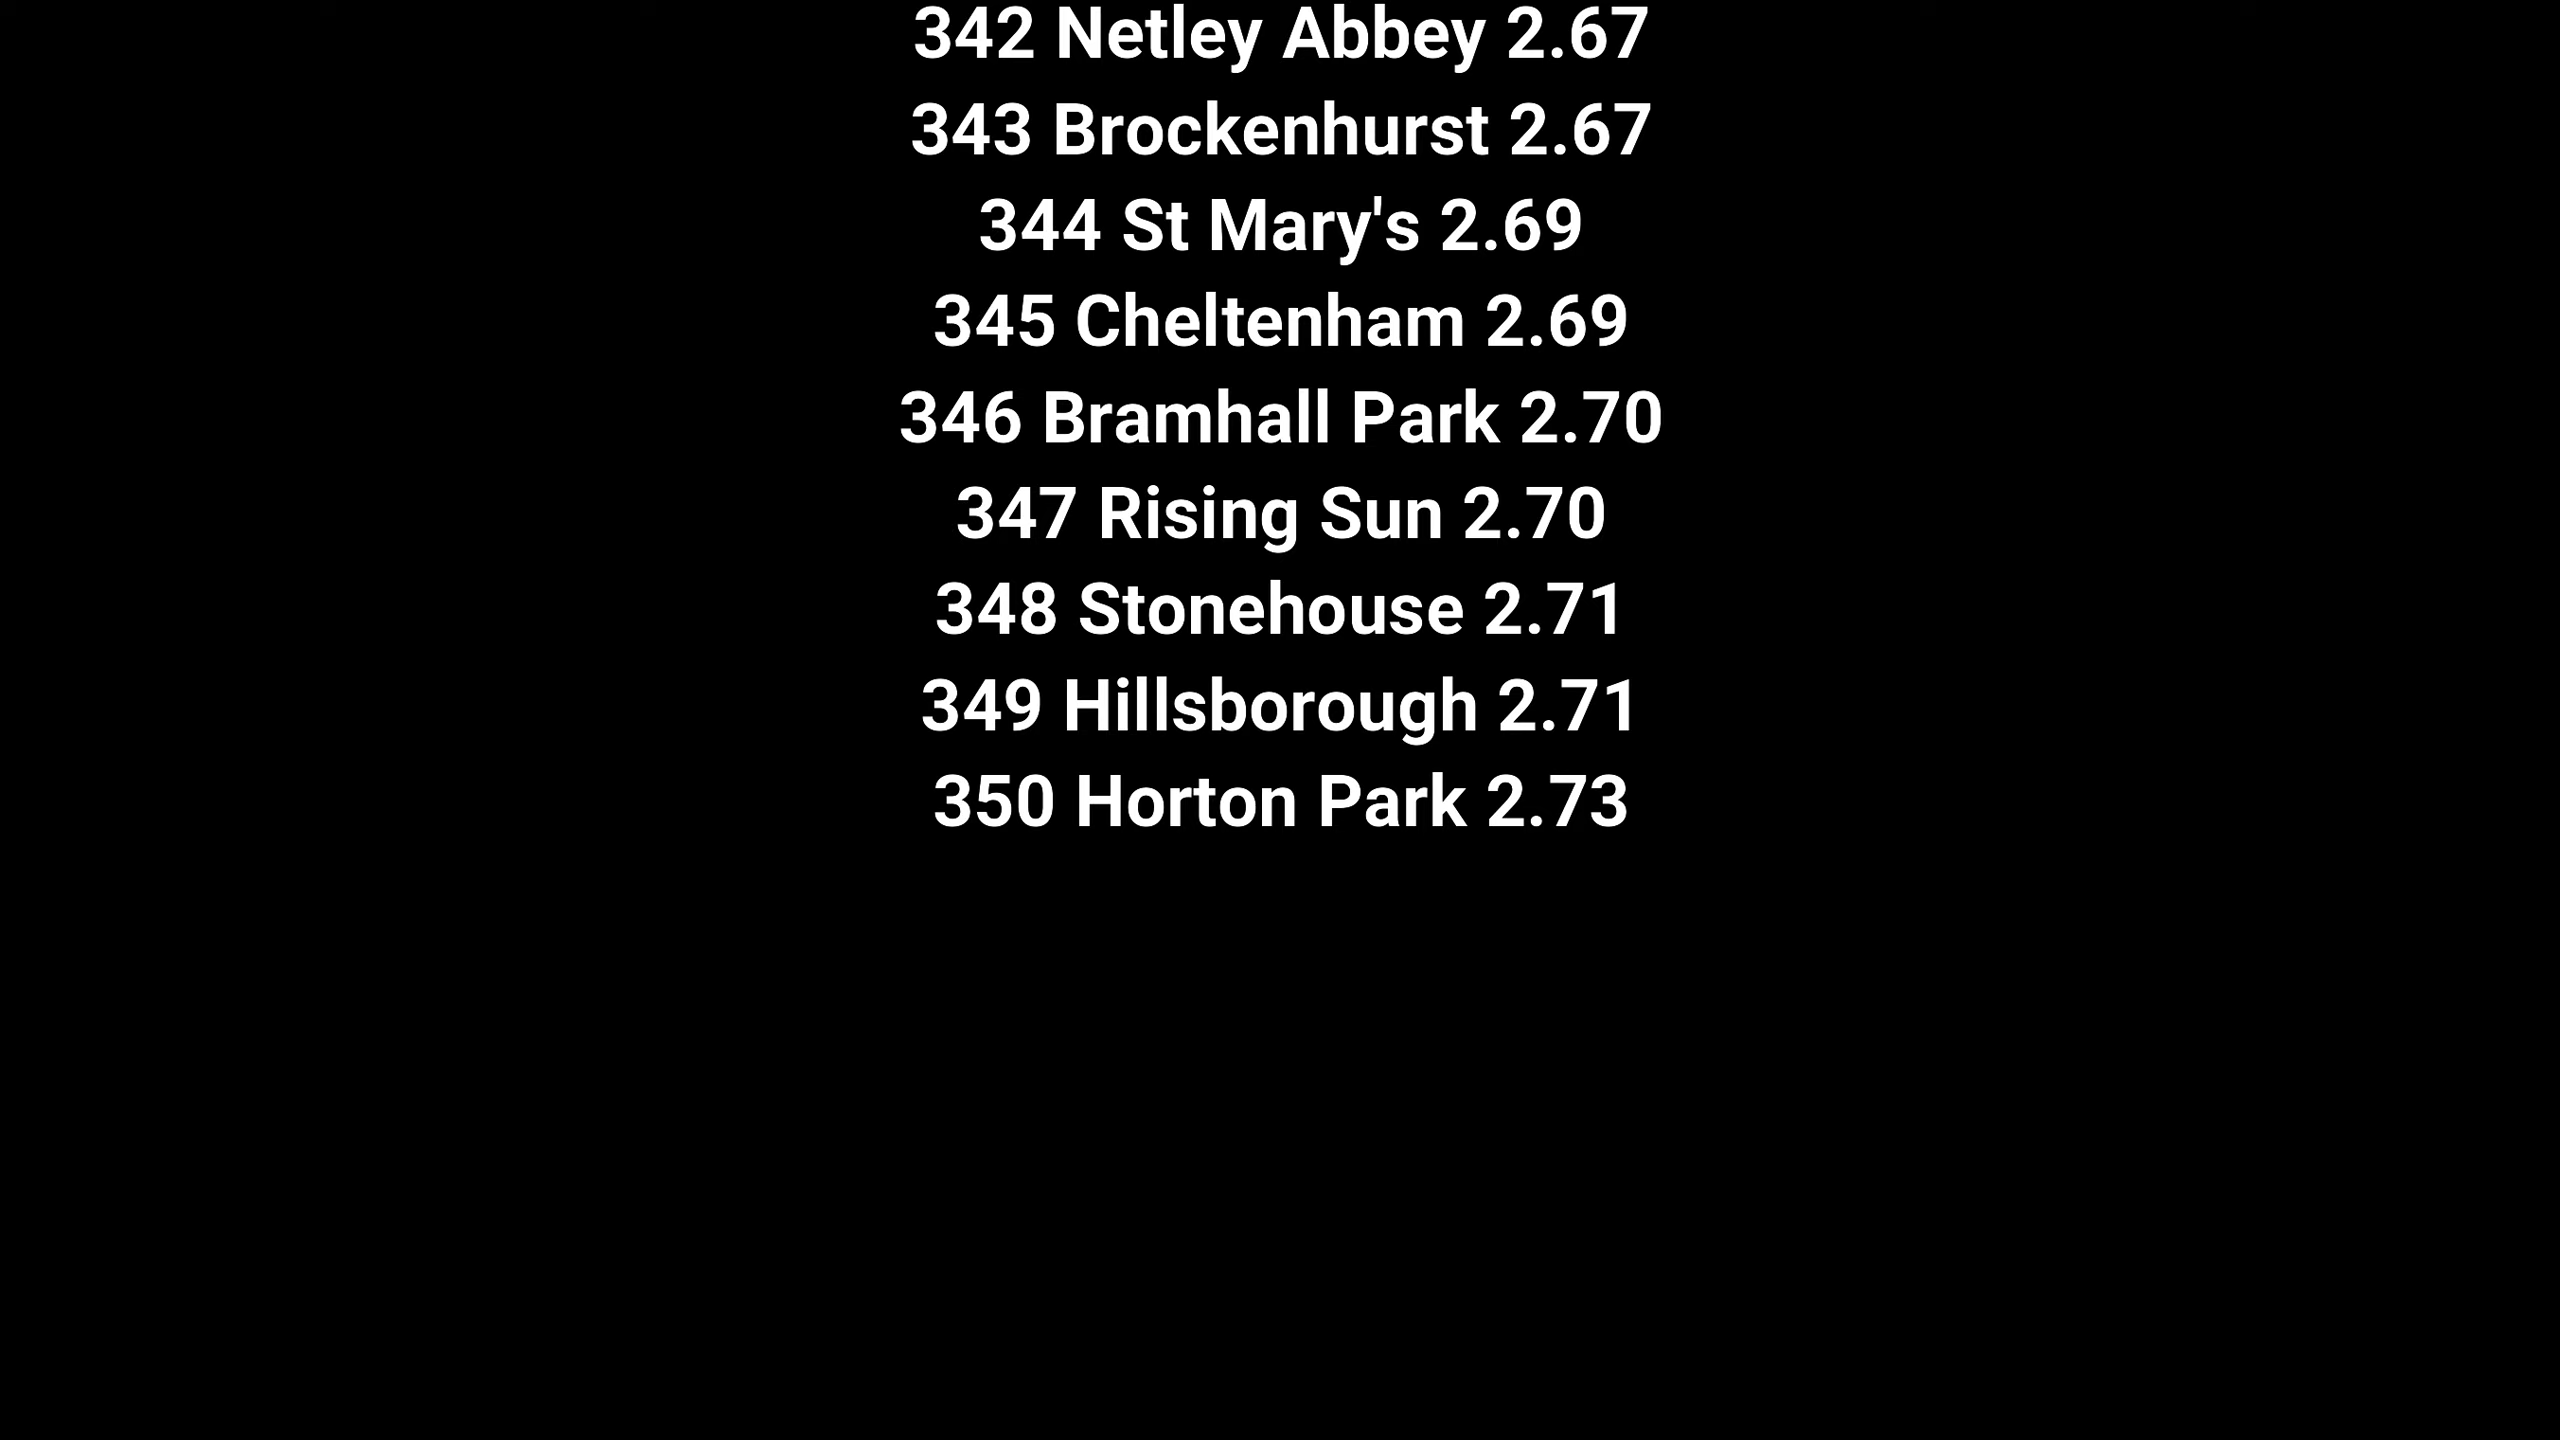 342 Netley Abbey 2.67
343 Brockenhurst 2.67
344 St Mary's 2.69
345 Cheltenham 2.69
346 Bramhall Park 2.70
347 Rising Sun 2.70
348 Stonehouse 2.71
349 Hillsborough 2.71
350 Horton Park 2.73